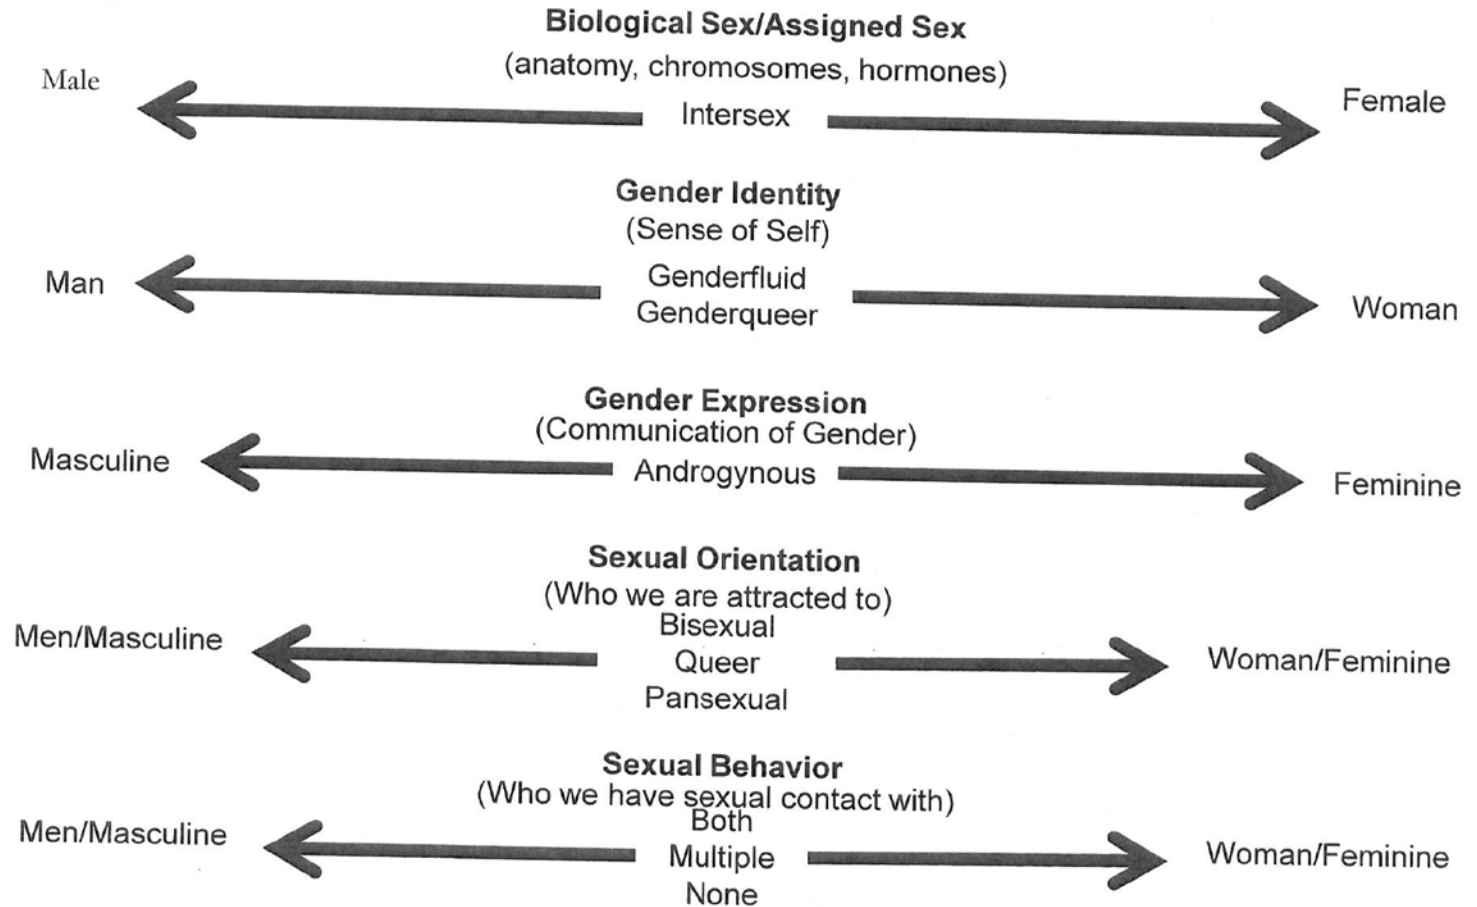 Biological Sex/Assigned Sex
(anatomy, chromosomes, hormones)
Male
Intersex
Female
Gender Identity
(Sense of Self)
Man
Genderfluid
Genderqueer
Woman
Gender Expression
(Communication of Gender)
Masculine
Androgynous
Feminine
Sexual Orientation
(Who we are attracted to)
Men/Masculine
Bisexual
Queer
Pansexual
Woman/Feminine
Sexual Behavior
(Who we have sexual contact with)
Men/Masculine
Both
Multiple
None
Woman/Feminine